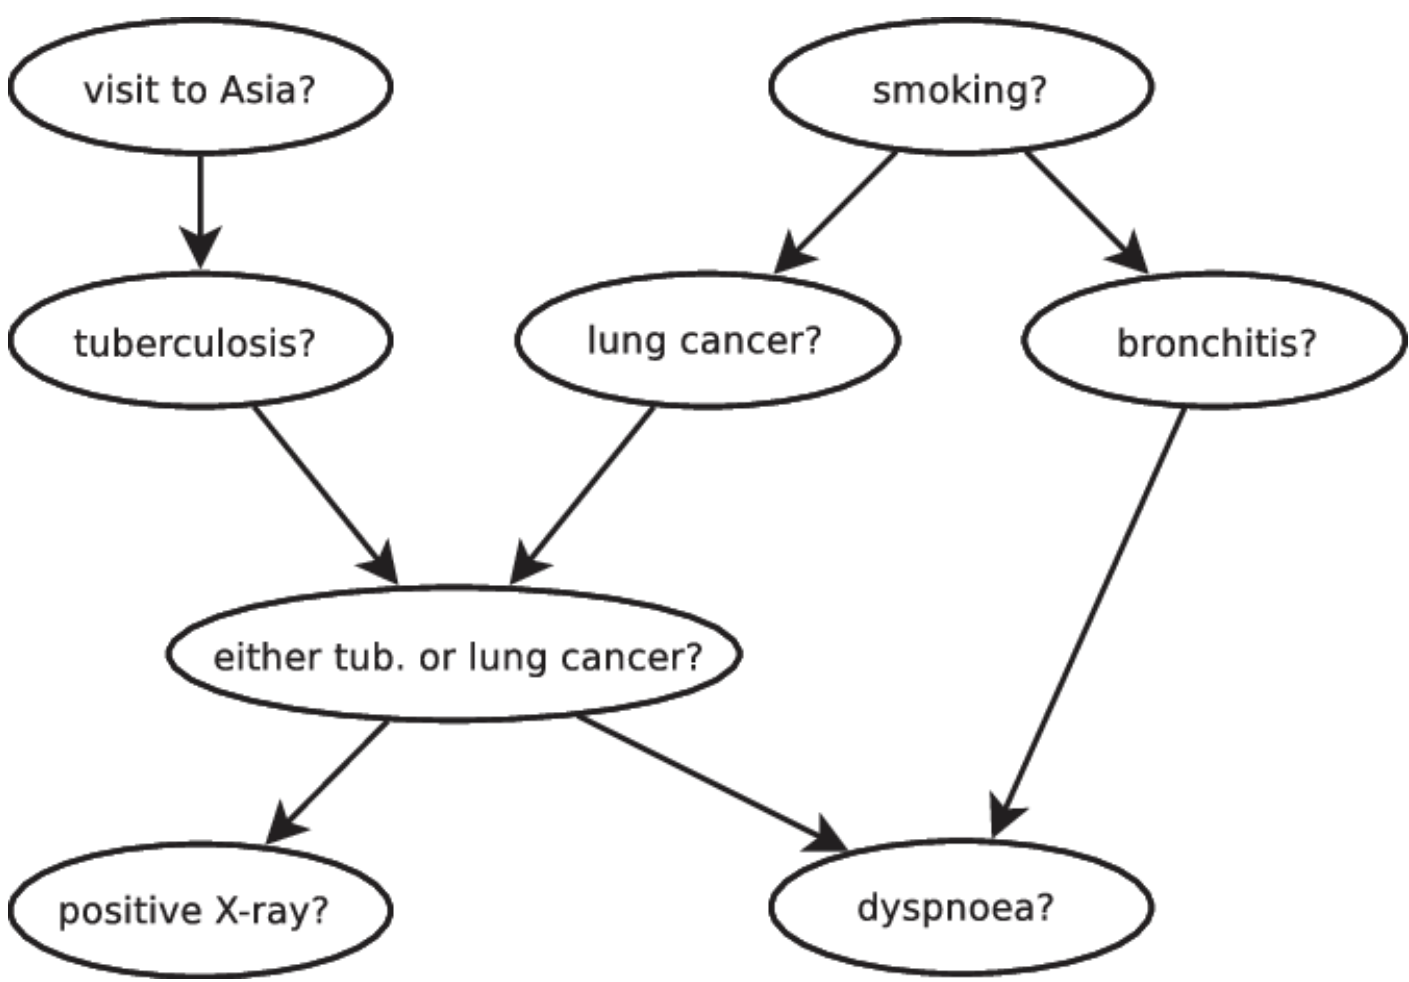 visit to Asia?
smoking?
tuberculosis?
lung cancer?
bronchitis?
either tub. or lung cancer?
positive X-ray?
dyspnoea?